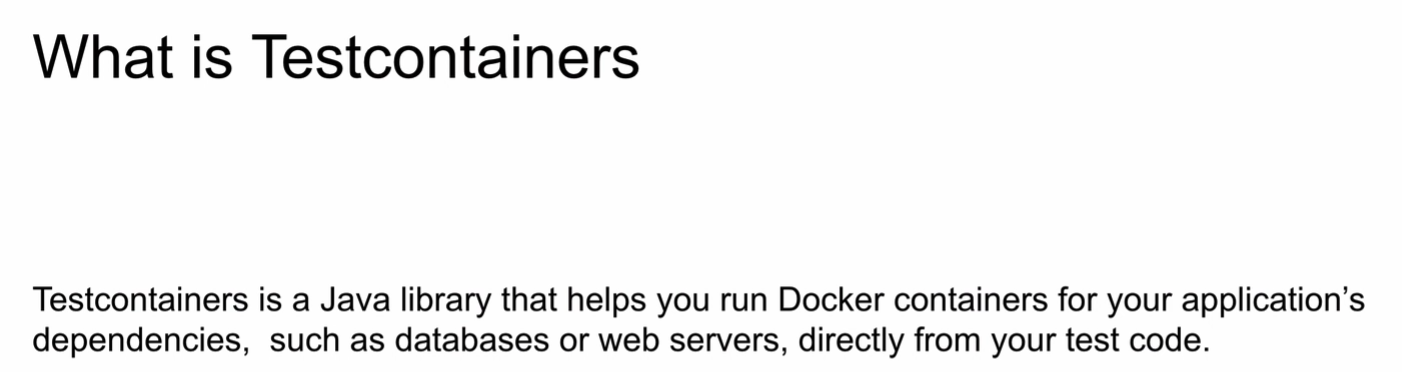 What is Testcontainers
Testcontainers is a Java library that helps you run Docker containers for your application’s
dependencies,  such as databases or web servers, directly from your test code.